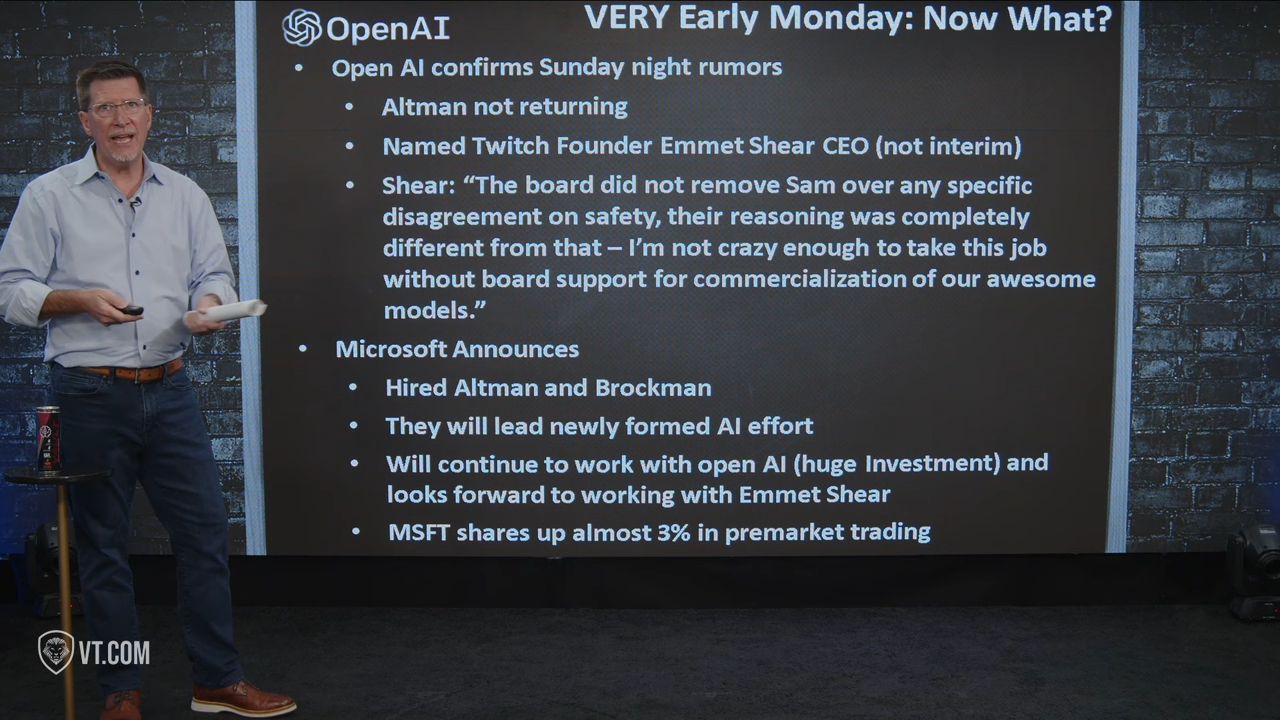 OpenAI
VERY Early Monday: Now What?
• Open AI confirms Sunday night rumors
• Altman not returning
• Named Twitch Founder Emmet Shear CEO (not interim)
• Shear: “The board did not remove Sam over any specific
disagreement on safety, their reasoning was completely
different from that – I’m not crazy enough to take this job
without board support for commercialization of our awesome
models.”
• Microsoft Announces
• Hired Altman and Brockman
• They will lead newly formed AI effort
• Will continue to work with open AI (huge Investment) and
looks forward to working with Emmet Shear
• MSFT shares up almost 3% in premarket trading
VT.COM